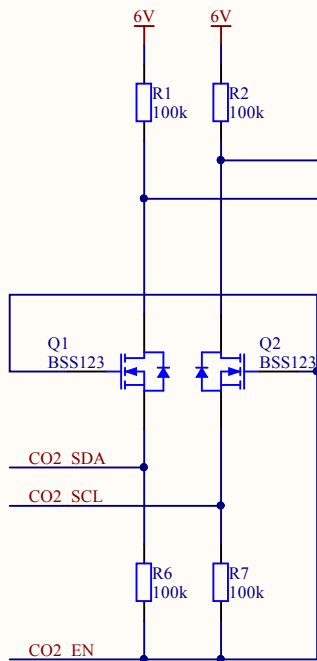 6V 6V
R1 R2
100k 100k
Q1 Q2
BSS123 BSS123
CO2_SDA
CO2_SCL
R6 R7
100k 100k
CO2_EN